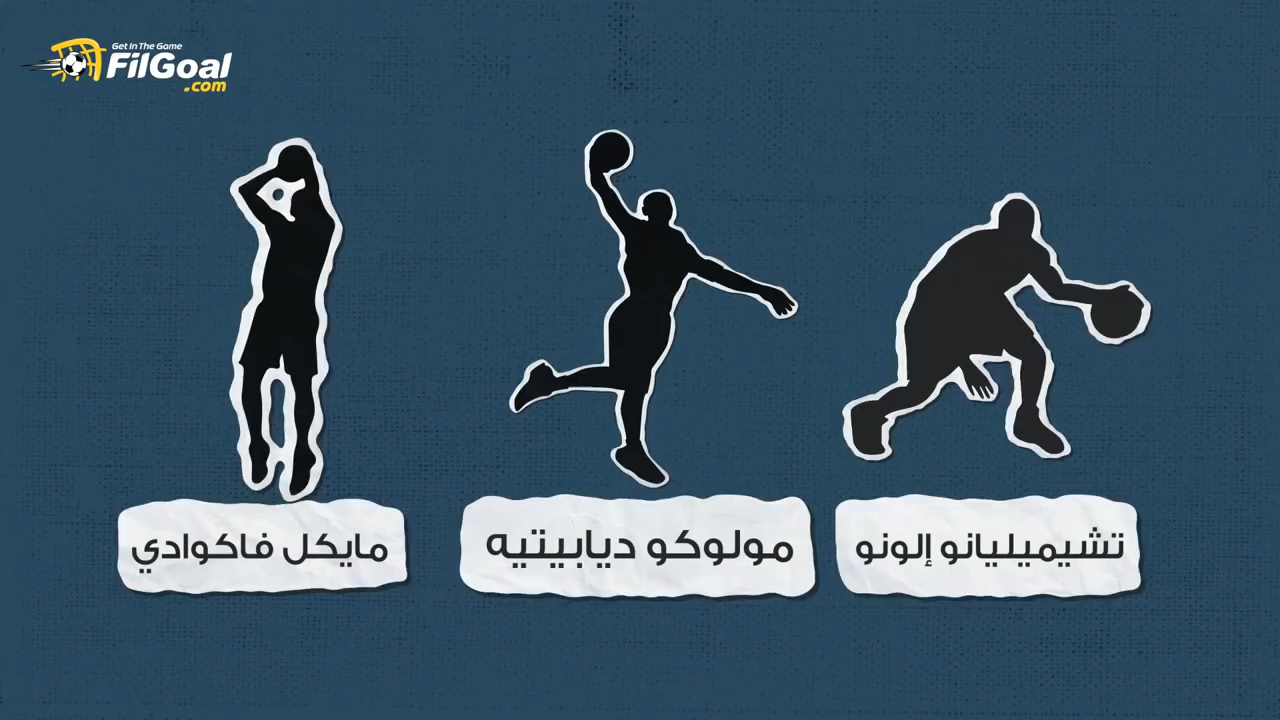 Get In The Game
FilGoal
.com
تشيميليانو إلونو
مولوكو ديابيتيه
مايكل فاكوادي